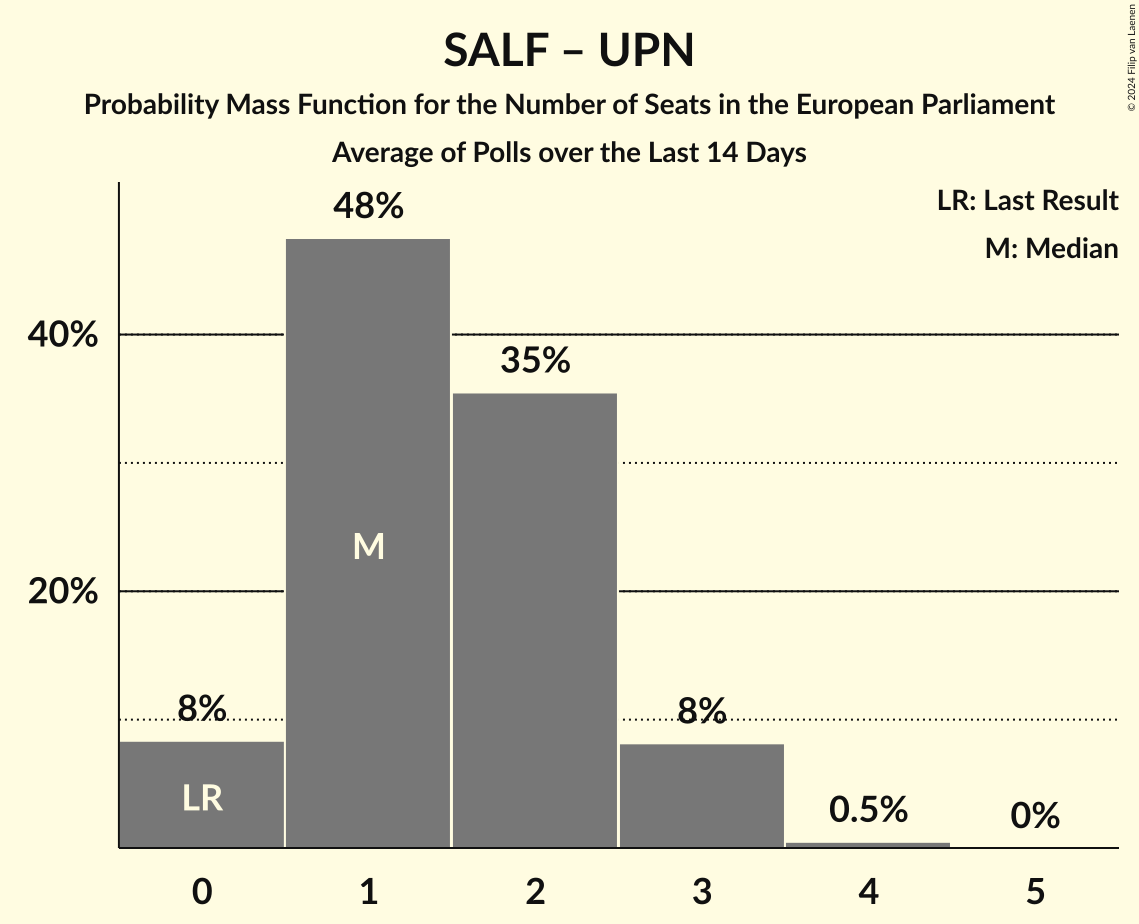 SALF – UPN
Probability Mass Function for the Number of Seats in the European Parliament
Average of Polls over the Last 14 Days
© 2024 Filip van Laenen
LR: Last Result
M: Median
48%
40%
35%
M
20%
8%
8%
LR
0.5%
0%
0 1 2 3 4 5